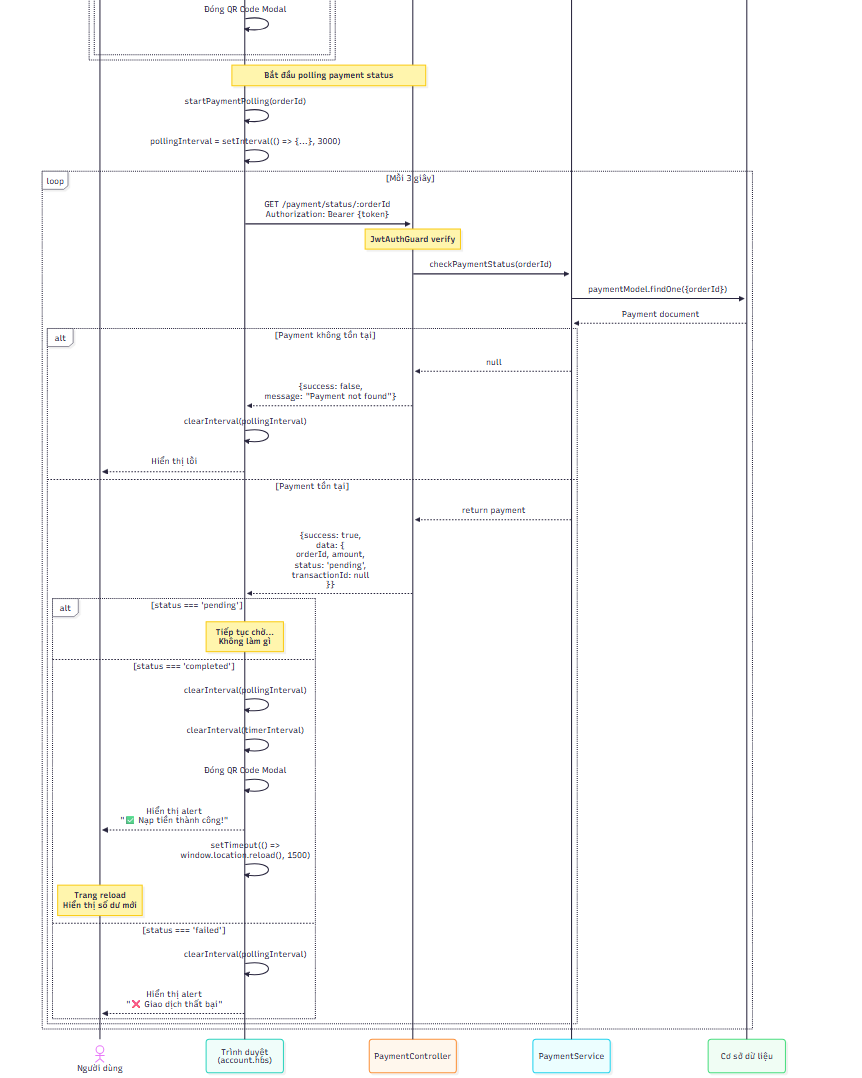 Đóng QR Code Modal
Bắt đầu polling payment status
startPaymentPolling(orderId)
pollingInterval = setInterval(() => {...}, 3000)
loop
[Mỗi 3 giây]
GET /payment/status/:orderId
Authorization: Bearer {token}
JwtAuthGuard verify
checkPaymentStatus(orderId)
paymentModel.findOne({orderId})
Payment document
alt
[Payment không tồn tại]
null
{success: false,
message: "Payment not found"}
clearInterval(pollingInterval)
Hiển thị lỗi
[Payment tồn tại]
return payment
{success: true,
data: {
orderId, amount,
status: 'pending',
transactionId: null
}}
alt
[status === 'pending']
Tiếp tục chờ...
Không làm gì
[status === 'completed']
clearInterval(pollingInterval)
clearInterval(timerInterval)
Đóng QR Code Modal
Hiển thị alert
"✅ Nạp tiền thành công!"
setTimeout(() =>
window.location.reload(), 1500)
Trang reload
Hiển thị số dư mới
[status === 'failed']
clearInterval(pollingInterval)
Hiển thị alert
"❌ Giao dịch thất bại"
Người dùng
Trình duyệt
(account.hbs)
PaymentController
PaymentService
Cơ sở dữ liệu